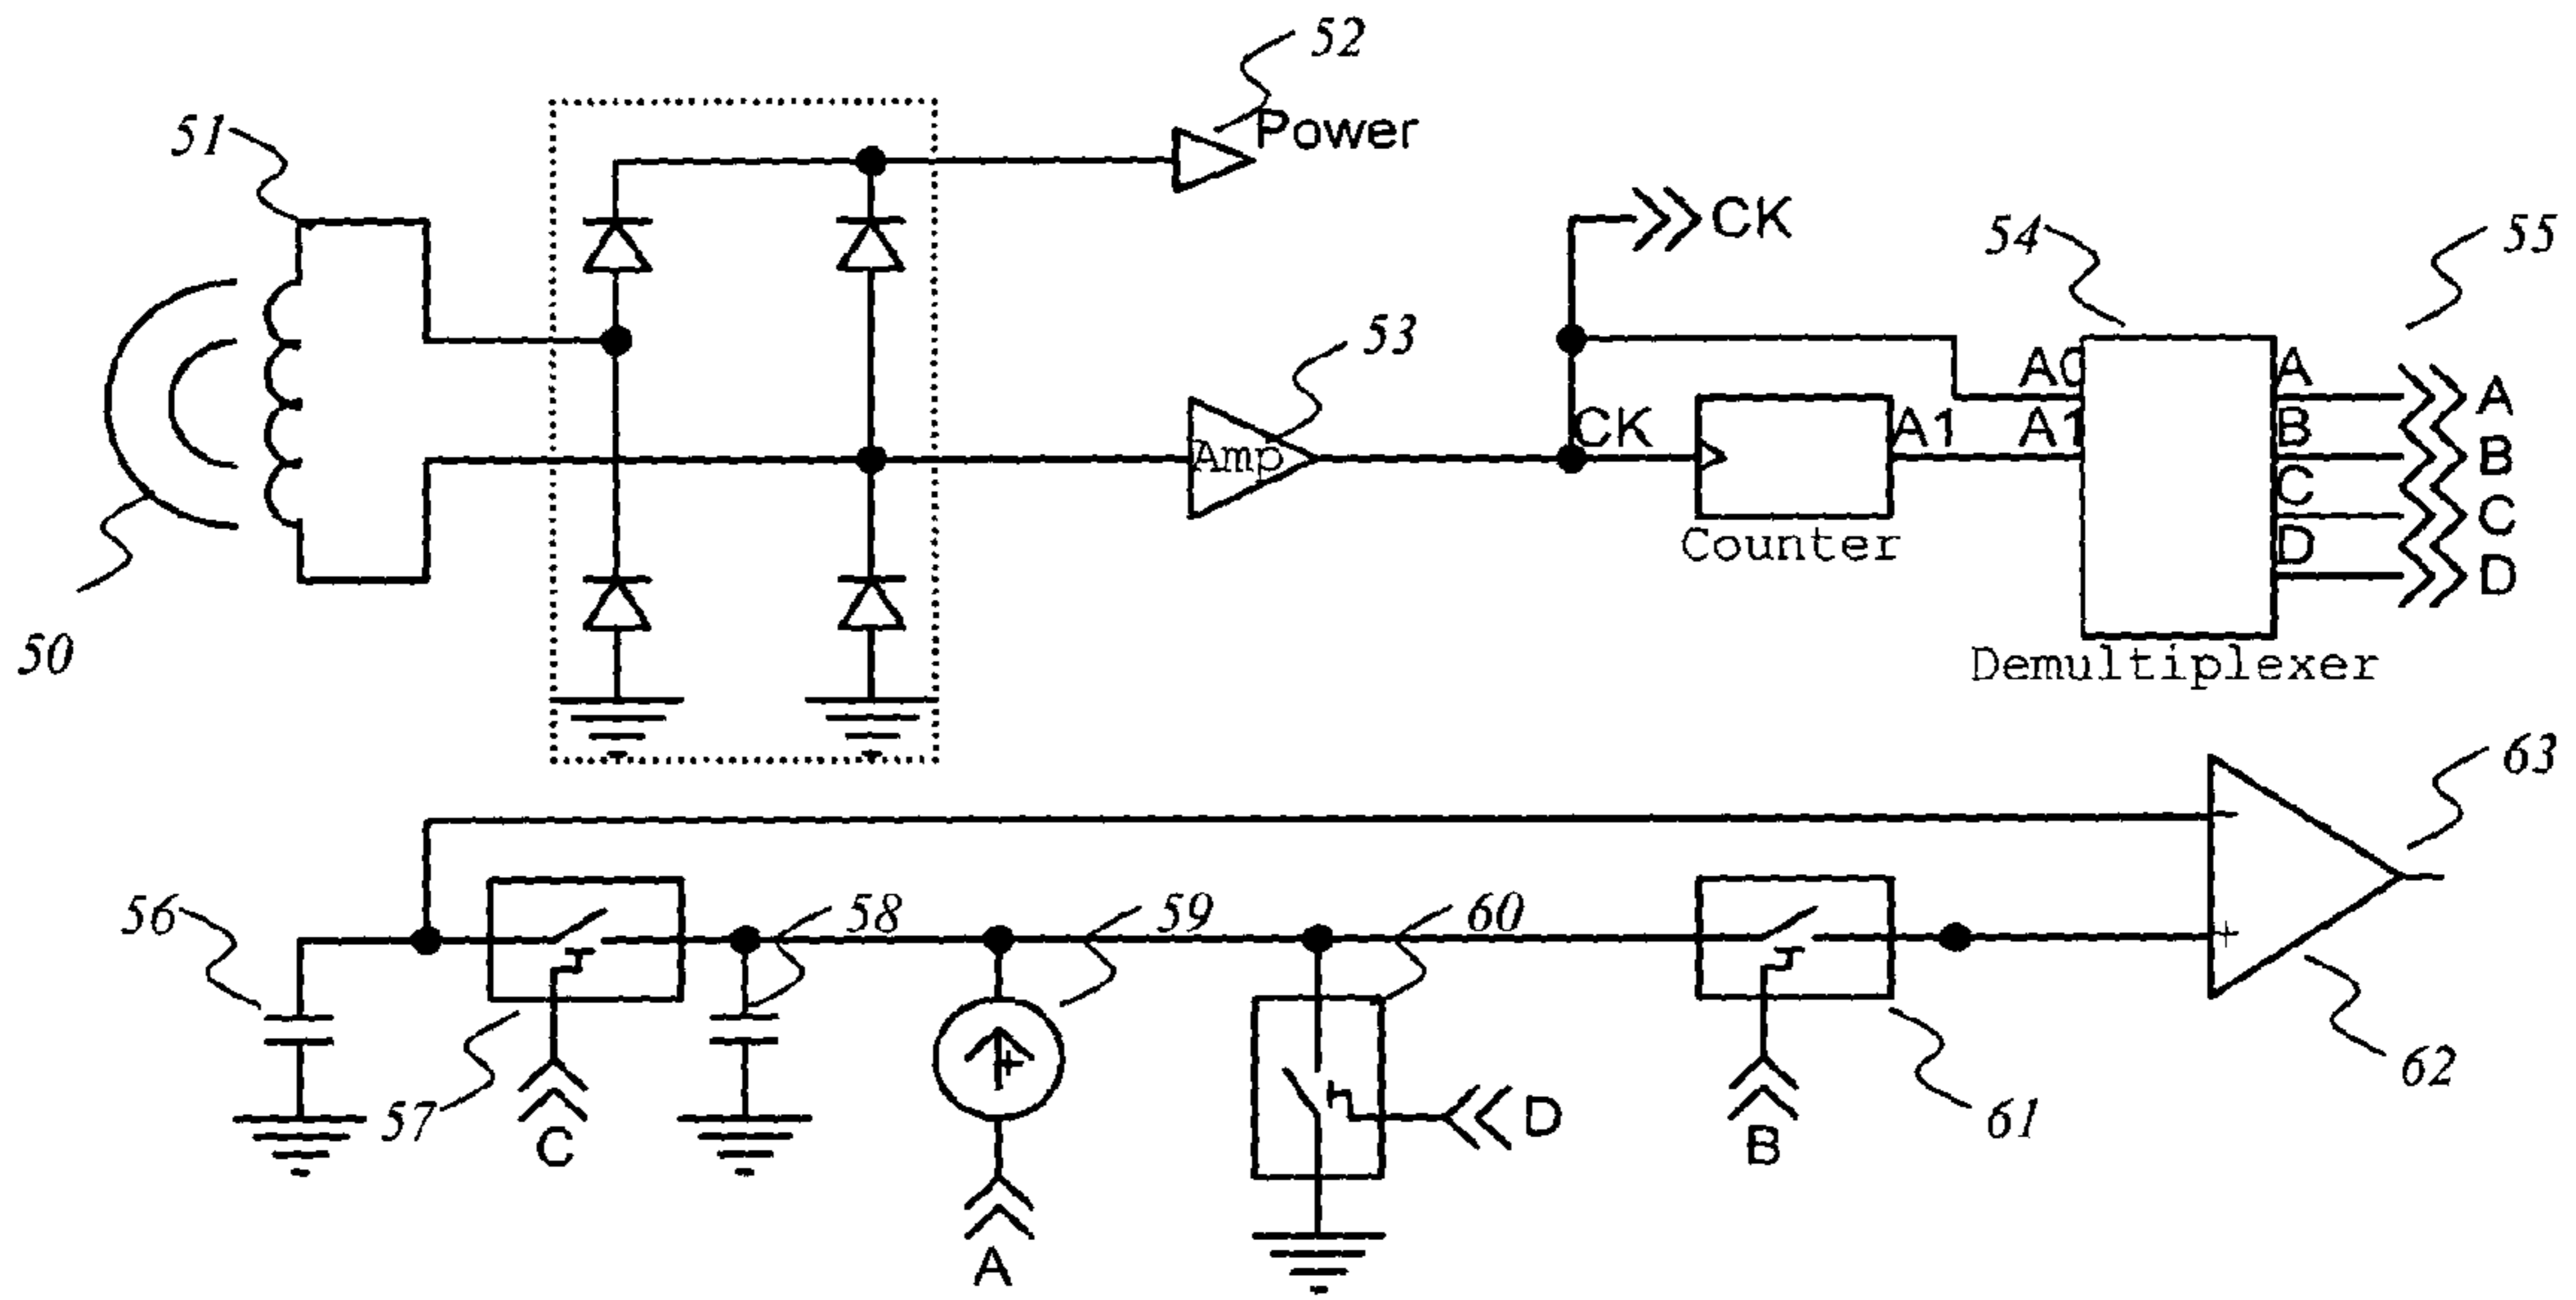 52
Power
51
CK
54
55
53
A0
A
A
Amp
CK
A1
A1
B
B
C
C
Counter
D
D
50
Demultiplexer
63
56
58
59
60
57
C
D
62
61
B
A
-
+
+